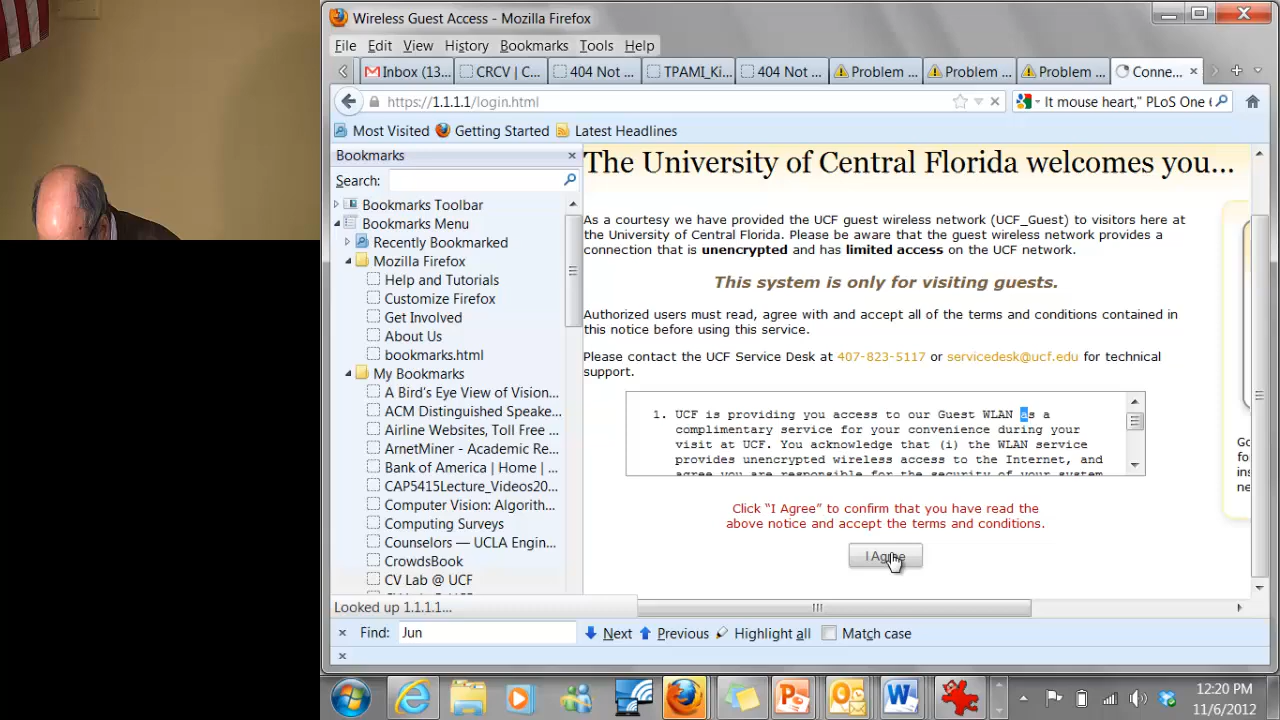 Wireless Guest Access - Mozilla Firefox
File Edit View History Bookmarks Tools Help
Inbox (13... CRCV | C... 404 Not ... TPAMI_Ki... 404 Not ... Problem ... Problem ... Problem ... Conne...
https://1.1.1.1/login.html It mouse heart," PLoS One
Most Visited Getting Started Latest Headlines
Bookmarks
Search:
Bookmarks Toolbar
Bookmarks Menu
Recently Bookmarked
Mozilla Firefox
Help and Tutorials
Customize Firefox
Get Involved
About Us
bookmarks.html
My Bookmarks
A Bird's Eye View of Vision...
ACM Distinguished Speake...
Airline Websites, Toll Free ...
ArnetMiner - Academic Re...
Bank of America | Home | ...
CAP5415Lecture_Videos20...
Computer Vision: Algorith...
Computing Surveys
Counselors — UCLA Engin...
CrowdsBook
CV Lab @ UCF
Looked up 1.1.1.1...
The University of Central Florida welcomes you...
As a courtesy we have provided the UCF guest wireless network (UCF_Guest) to visitors here at
the University of Central Florida. Please be aware that the guest wireless network provides a
connection that is unencrypted and has limited access on the UCF network.
This system is only for visiting guests.
Authorized users must read, agree with and accept all of the terms and conditions contained in
this notice before using this service.
Please contact the UCF Service Desk at 407-823-5117 or servicedesk@ucf.edu for technical
support.
1. UCF is providing you access to our Guest WLAN as a
complimentary service for your convenience during your
visit at UCF. You acknowledge that (i) the WLAN service
provides unencrypted wireless access to the Internet, and
agree you are responsible for the security of your system
Click "I Agree" to confirm that you have read the
above notice and accept the terms and conditions.
I Agree
Find: Jun Next Previous Highlight all Match case
12:20 PM
11/6/2012